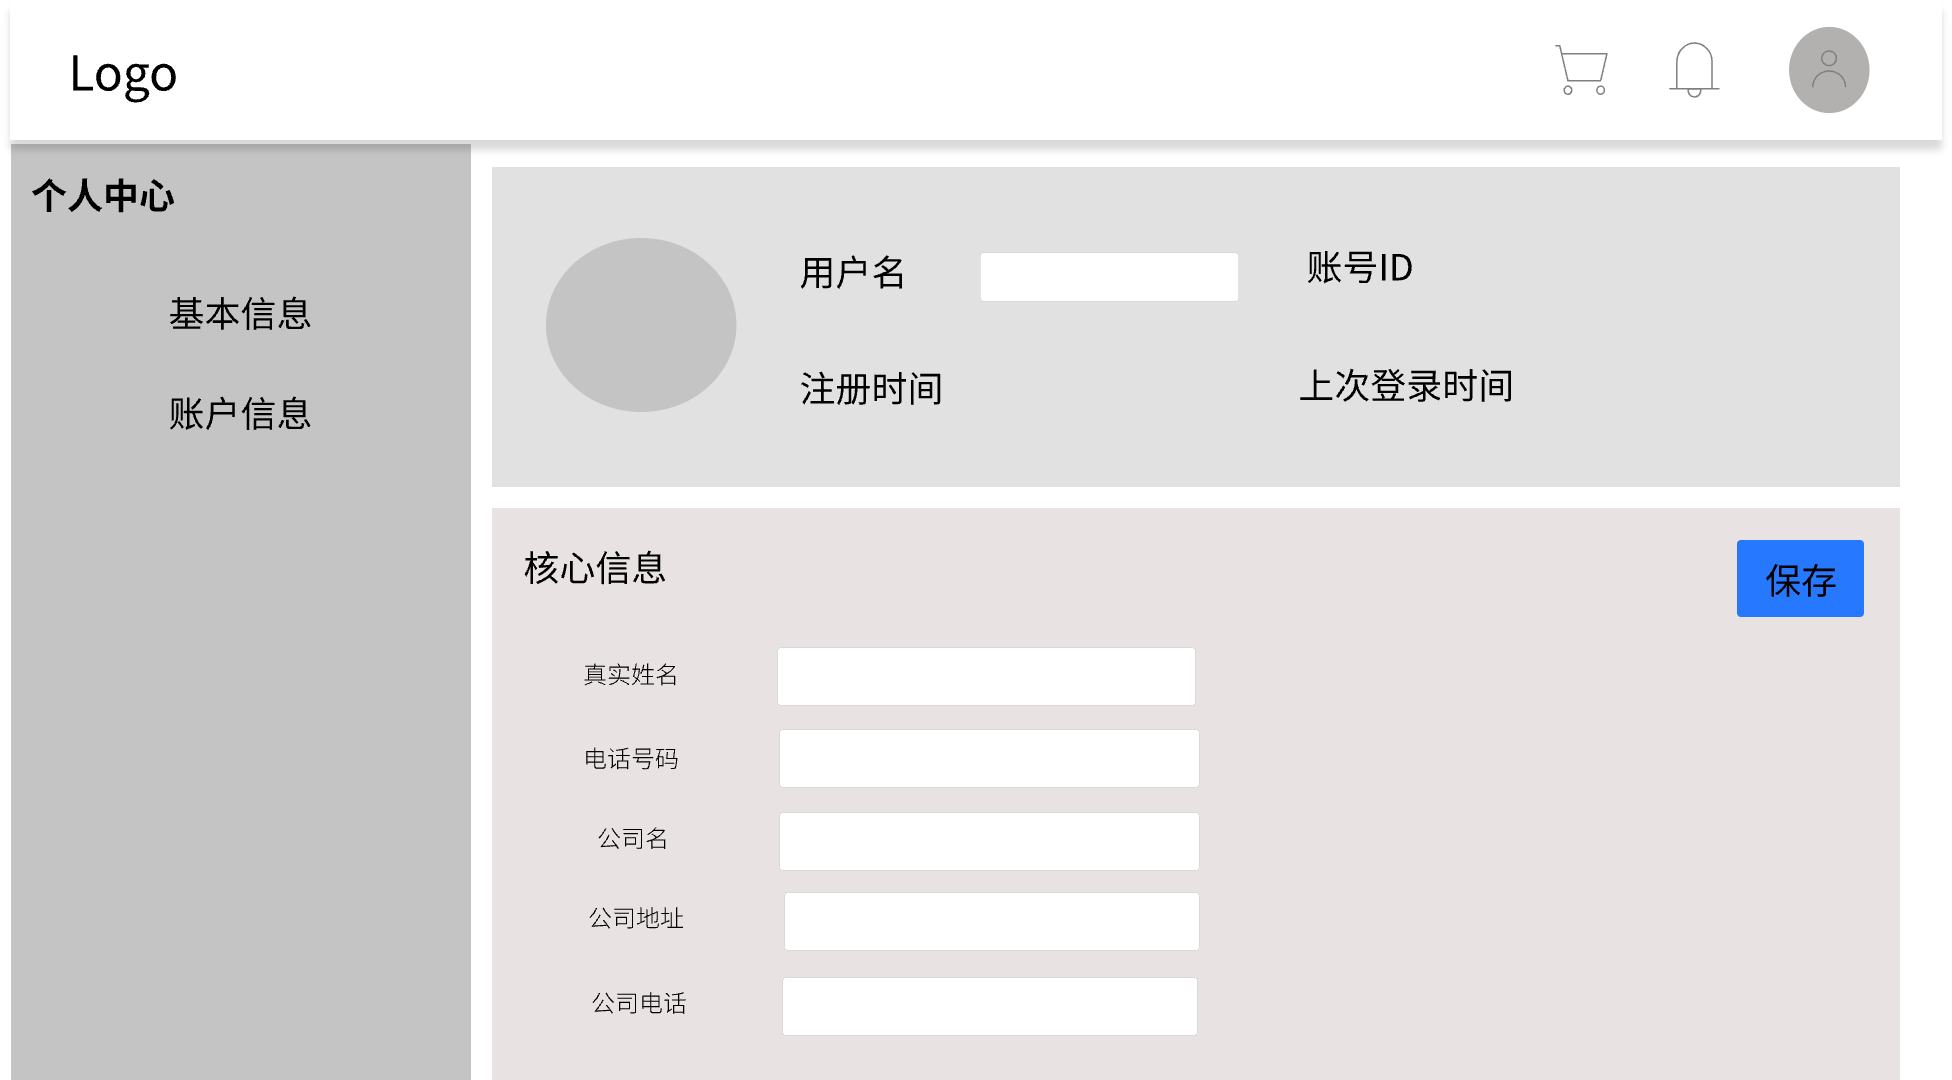 Logo
个人中心
基本信息
账户信息
用户名
账号ID
注册时间
上次登录时间
核心信息
保存
真实姓名
电话号码
公司名
公司地址
公司电话